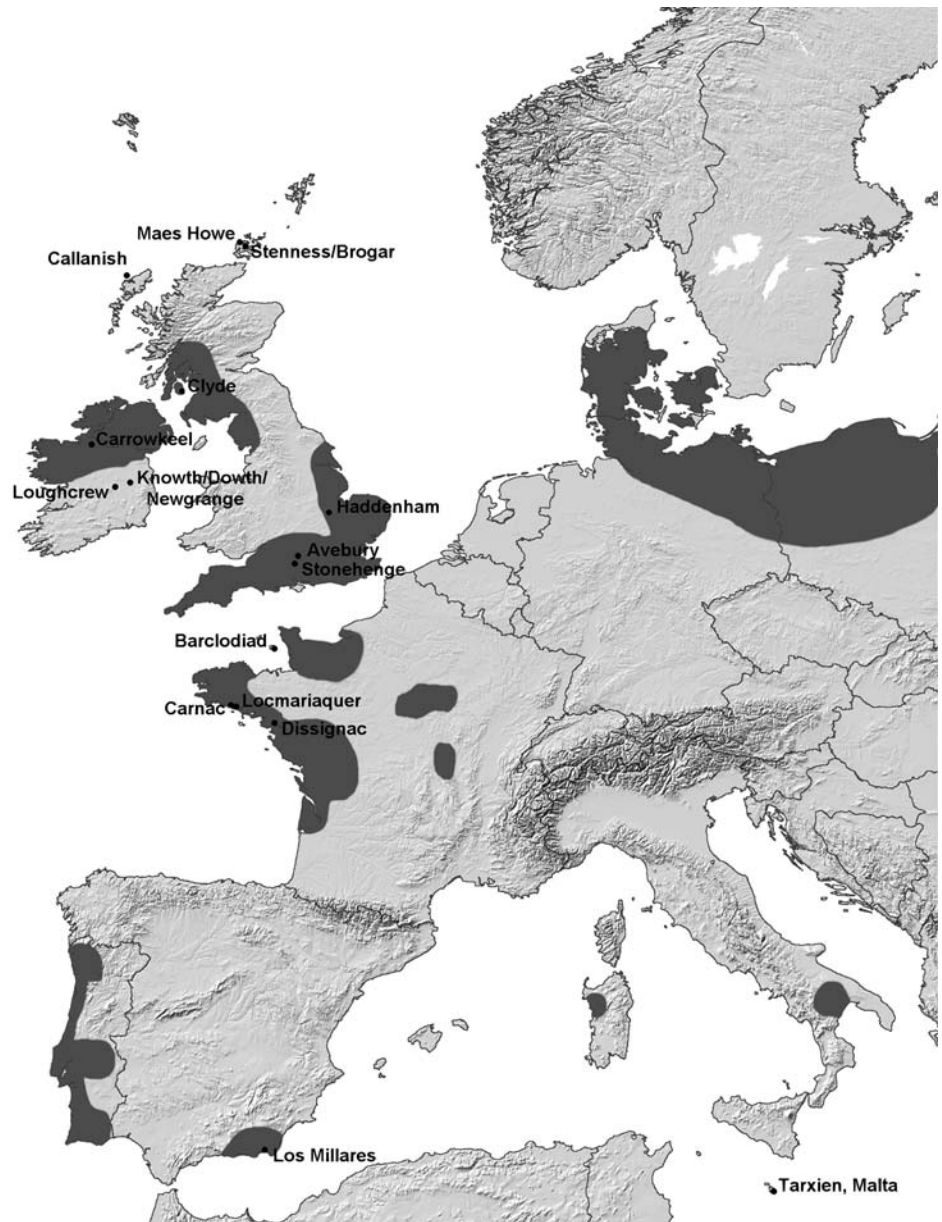 Maes Howe
Stenness/Brogar
Callanish
Clyde
Carrowkeel
Knowth/Dowth/
Loughcrew
Newgrange
Haddenham
Avebury
Stonehenge
Barclodiad
Locmariaquer
Carnac
Dissignac
Los Millares
Tarxien, Malta